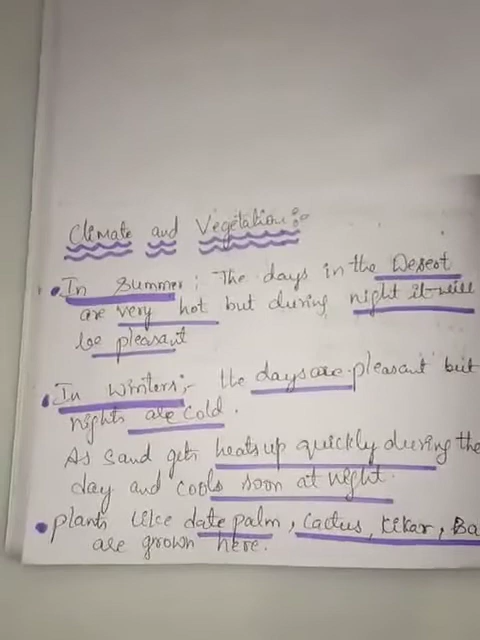 Climate and Vegetation:-
In Summer: The days in the Desert
are very hot but during night it will
be pleasant
In Winters:- the days are pleasant but
nights are cold.
As Sand gets heats up quickly during the
day and cools soon at night.
plants like date palm, Cactus, Kikar, Ba
are grown here.